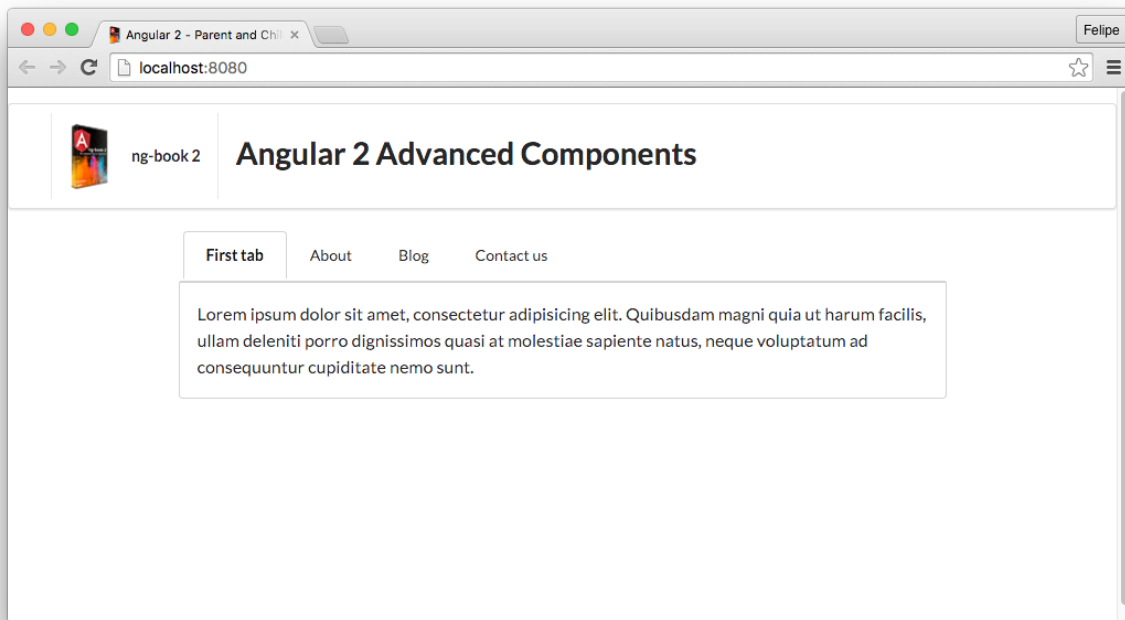 Angular 2 - Parent and Chi
Felipe
localhost:8080
ng-book 2
Angular 2 Advanced Components
First tab
About
Blog
Contact us
Lorem ipsum dolor sit amet, consectetur adipisicing elit. Quibusdam magni quia ut harum facilis,
ullam deleniti porro dignissimos quasi at molestiae sapiente natus, neque voluptatum ad
consequuntur cupiditate nemo sunt.